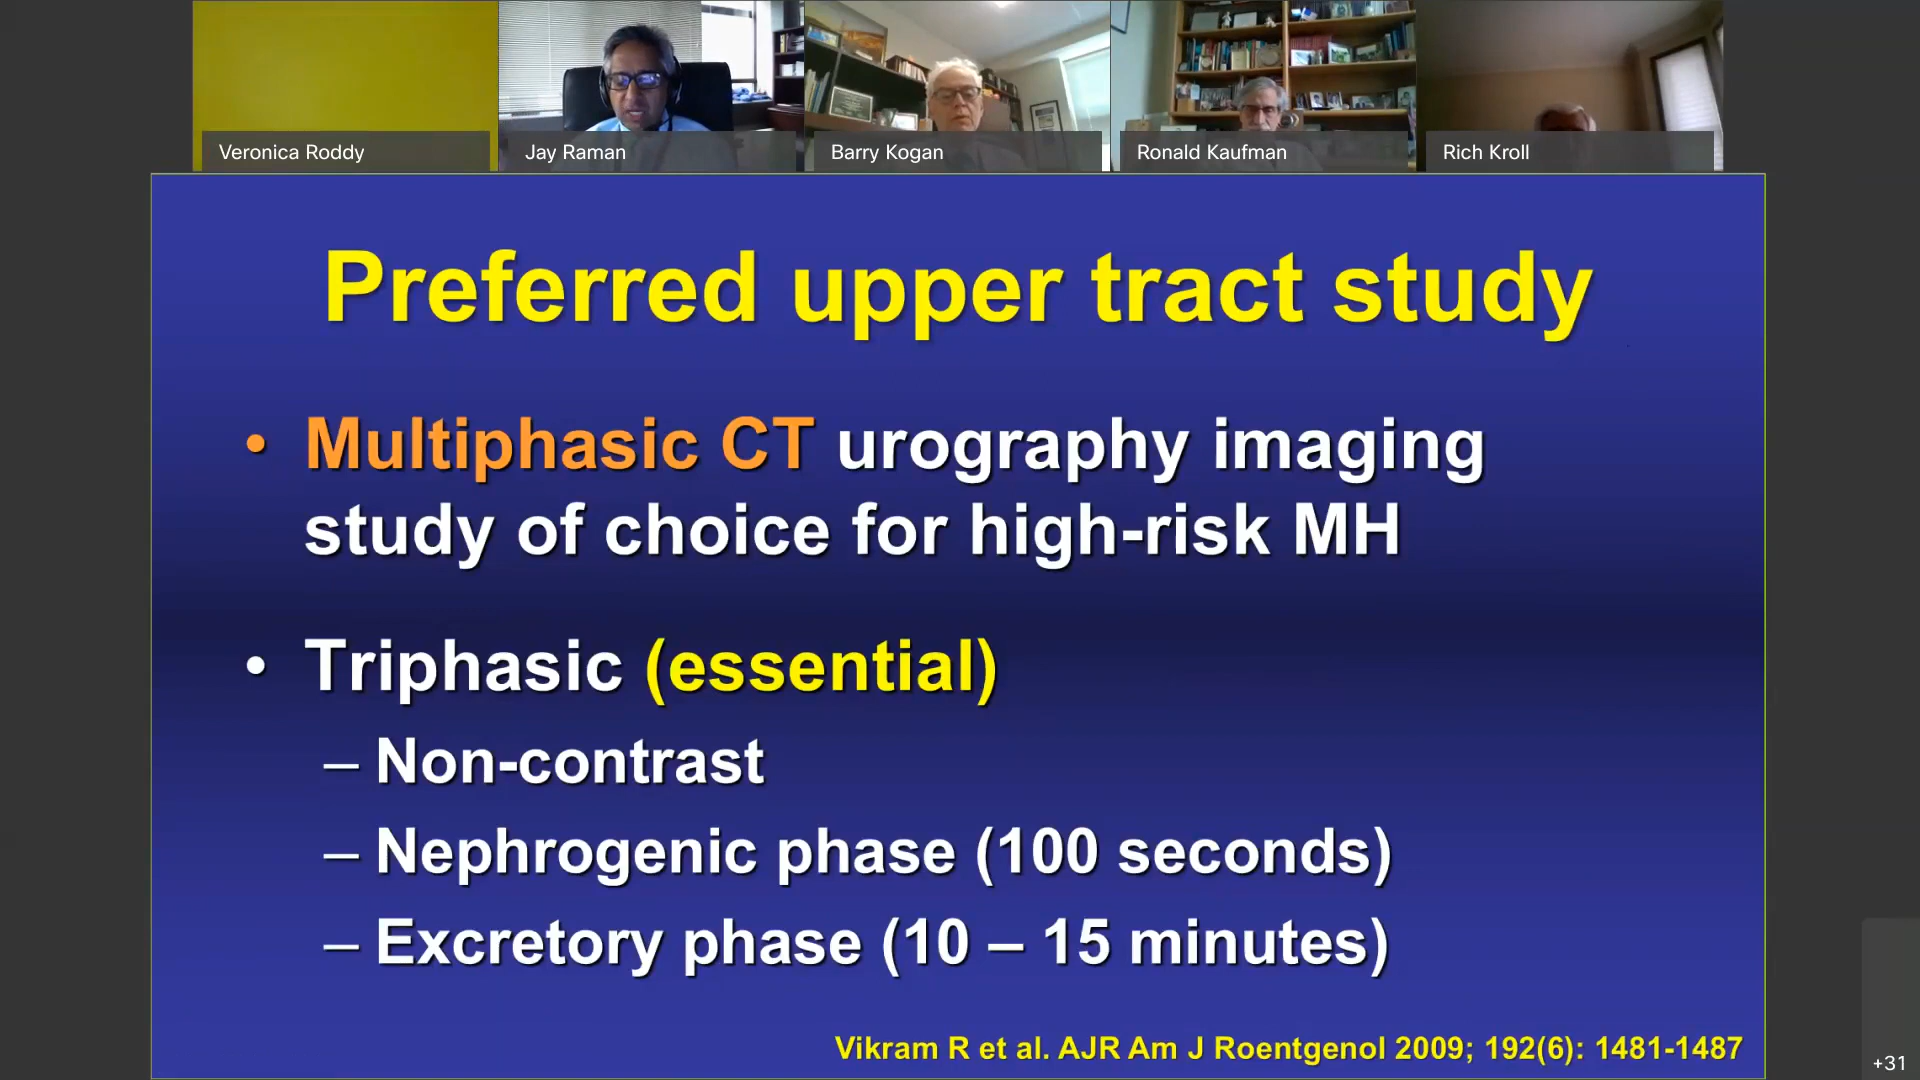 Veronica Roddy
Jay Raman
Barry Kogan
Ronald Kaufman
Rich Kroll
Preferred upper tract study
• Multiphasic CT urography imaging
study of choice for high-risk MH
• Triphasic (essential)
– Non-contrast
– Nephrogenic phase (100 seconds)
– Excretory phase (10 – 15 minutes)
Vikram R et al. AJR Am J Roentgenol 2009; 192(6): 1481-1487
+31